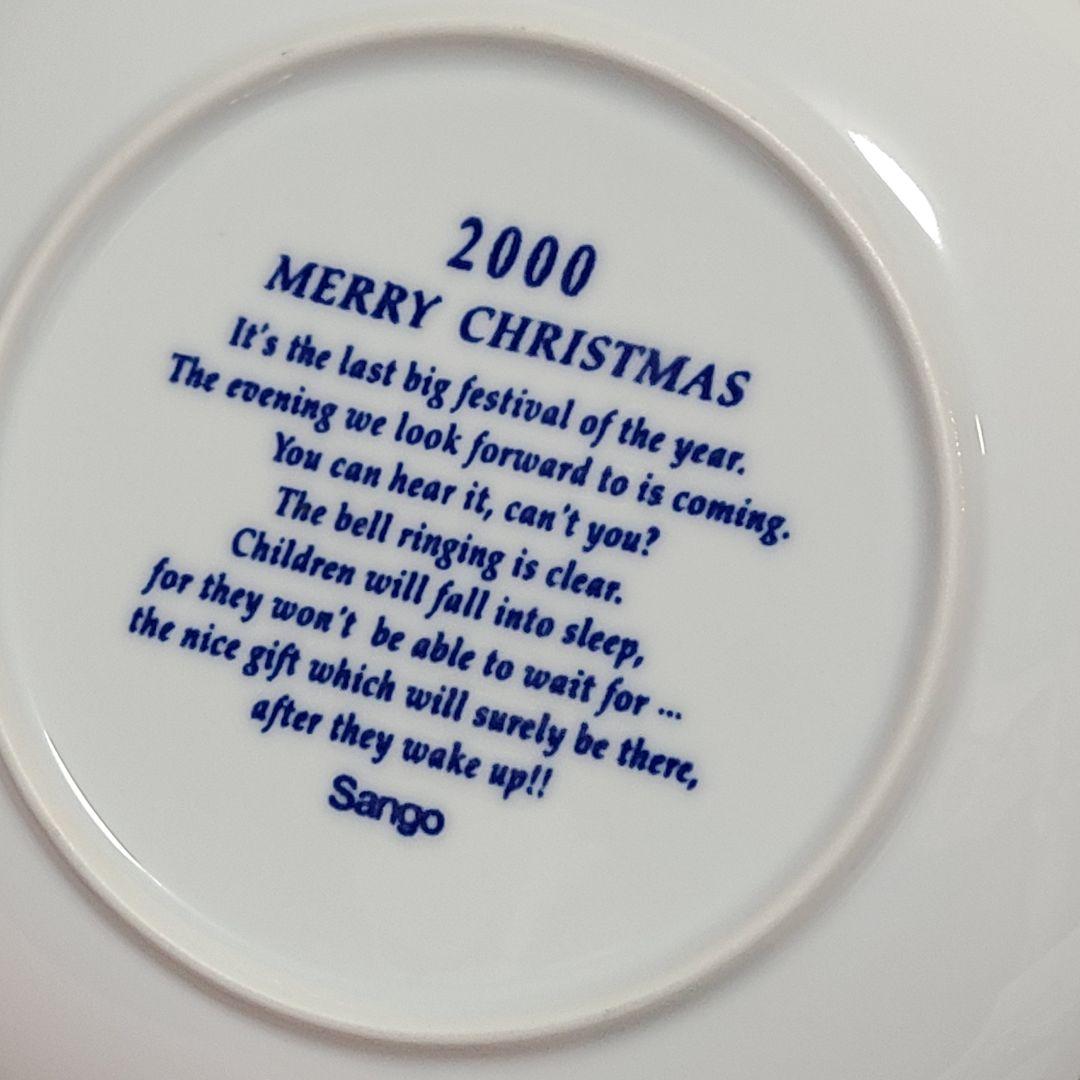 2000
MERRY CHRISTMAS
It's the last big festival of the year.
The evening we look forward to is coming.
You can hear it, can't you?
The bell ringing is clear.
Children will fall into sleep,
for they won't be able to wait for ...
the nice gift which will surely be there,
after they wake up!!
Sango